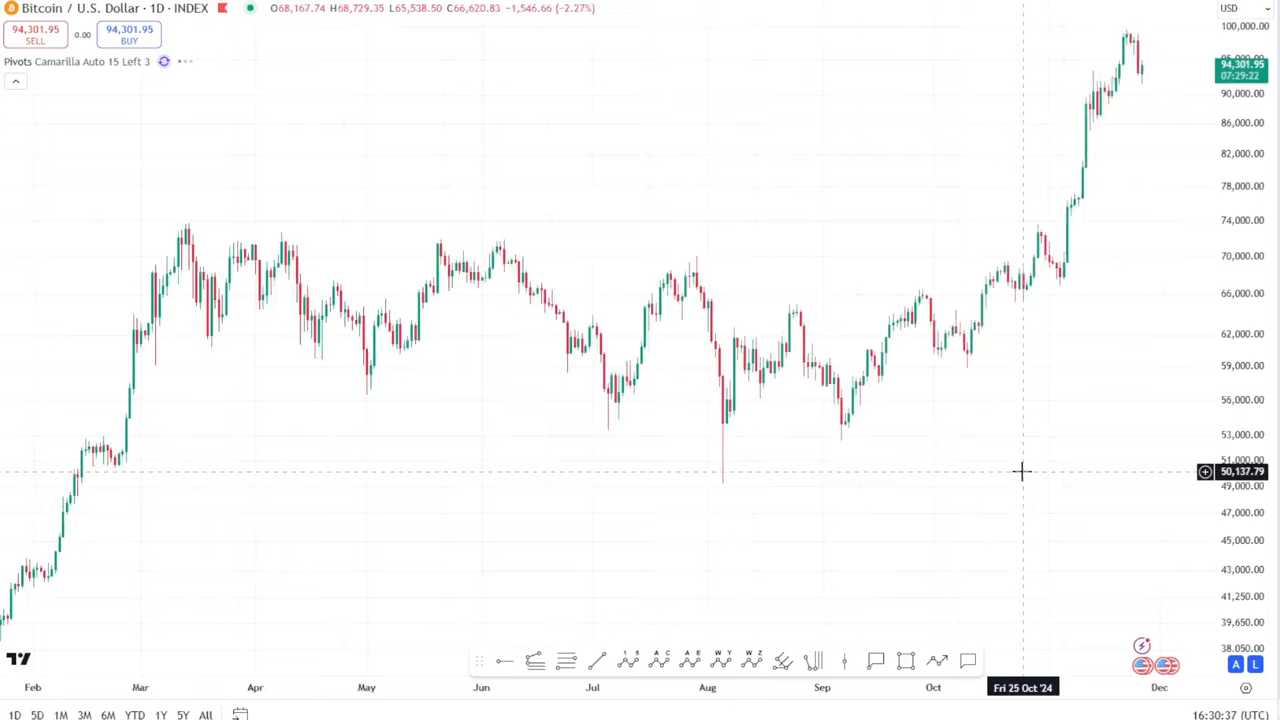 Bitcoin / U.S. Dollar · 1D · INDEX O68,167.74 H68,729.35 L65,538.50 C66,620.83 −1,546.66 (−2.27%) USD
94,301.95 0.00 94,301.95
SELL BUY
Pivots Camarilla Auto 15 Left 3
100,000.00
94,301.95
07:29:22
90,000.00
86,000.00
82,000.00
78,000.00
74,000.00
70,000.00
66,000.00
62,000.00
59,000.00
56,000.00
53,000.00
51,000.00
50,137.79
49,000.00
47,000.00
45,000.00
43,000.00
41,250.00
39,650.00
38,050.00
1 5 A C A E W Y W Z
A L
Feb Mar Apr May Jun Jul Aug Sep Oct Fri 25 Oct '24 Dec
1D 5D 1M 3M 6M YTD 1Y 5Y All 16:30:37 (UTC)